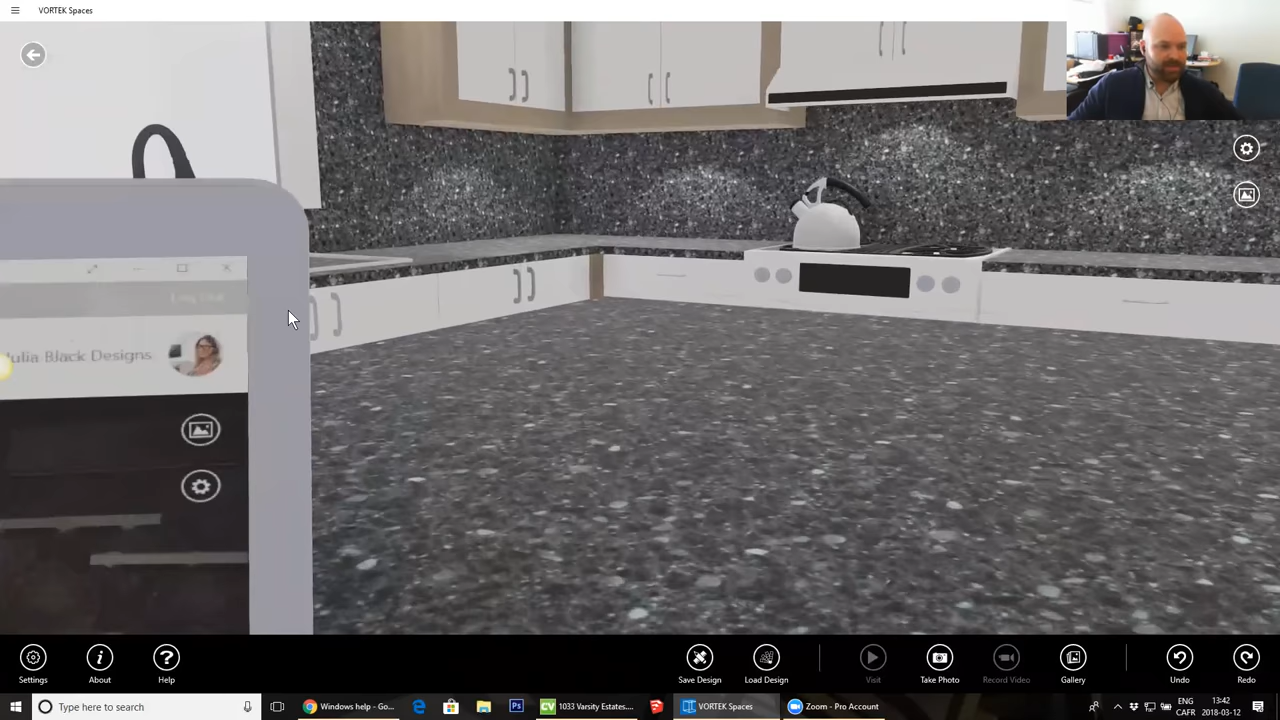 VORTEK Spaces
Julia Black Designs
Settings
About
Help
Save Design
Load Design
Visit
Take Photo
Record Video
Gallery
Undo
Redo
Type here to search
Windows help - Go...
1033 Varsity Estates....
VORTEK Spaces
Zoom - Pro Account
ENG
CAFR
13:42
2018-03-12